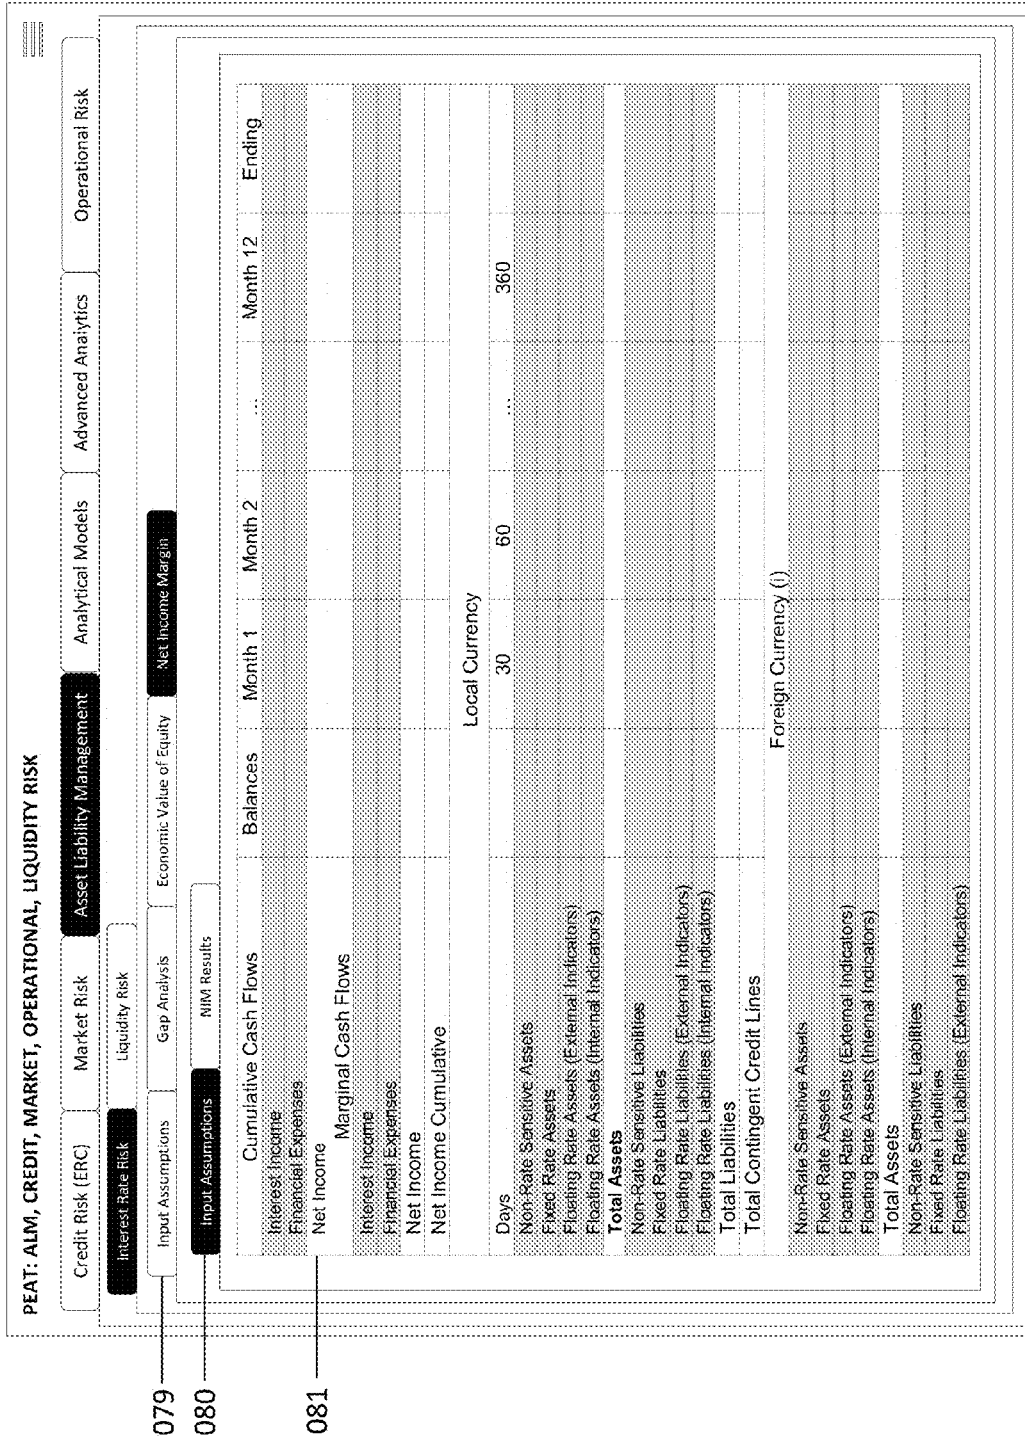 PEAT: ALM, CREDIT, MARKET, OPERATIONAL, LIQUIDITY RISK
Credit Risk (ERC) Market Risk Asset Liability Management Analytical Models Advanced Analytics Operational Risk
Interest Rate Risk Liquidity Risk
079 Input Assumptions Gap Analysis Economic Value of Equity Net Income Margin
080 Input Assumptions NIM Results
Cumulative Cash Flows Balances Month 1 Month 2 ... Month 12 Ending
Interest Income
Financial Expenses
081 Net Income
Marginal Cash Flows
Interest Income
Financial Expenses
Net Income
Net Income Cumulative
Local Currency
Days 30 60 ... 360
Non-Rate Sensitive Assets
Fixed Rate Assets
Floating Rate Assets (External Indicators)
Floating Rate Assets (Internal Indicators)
Total Assets
Non-Rate Sensitive Liabilities
Fixed Rate Liabilities
Floating Rate Liabilities (External Indicators)
Floating Rate Liabilities (Internal Indicators)
Total Liabilities
Total Contingent Credit Lines
Foreign Currency (i)
Non-Rate Sensitive Assets
Fixed Rate Assets
Floating Rate Assets (External Indicators)
Floating Rate Assets (Internal Indicators)
Total Assets
Non-Rate Sensitive Liabilities
Fixed Rate Liabilities
Floating Rate Liabilities (External Indicators)